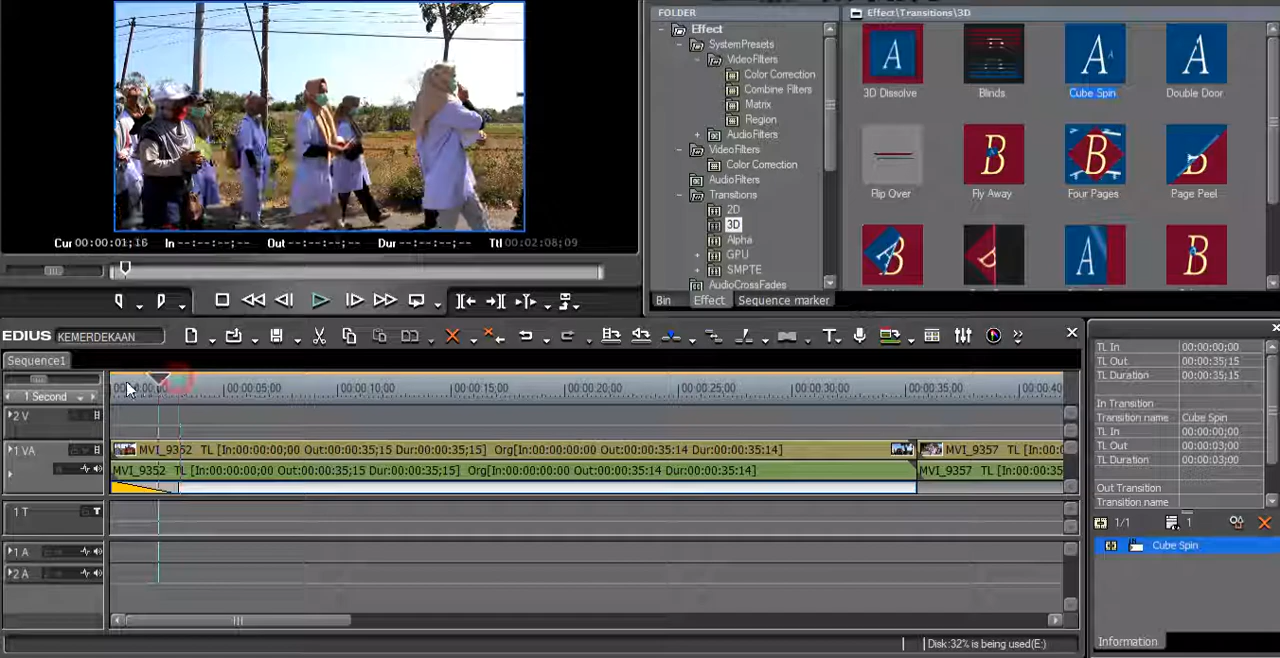 FOLDER
Effect\Transitions\3D
Effect
SystemPresets
VideoFilters
Color Correction
Combine Filters
Matrix
Region
AudioFilters
VideoFilters
Color Correction
AudioFilters
Transitions
2D
3D
Alpha
GPU
SMPTE
AudioCrossFades
3D Dissolve
Blinds
Cube Spin
Double Door
Flip Over
Fly Away
Four Pages
Page Peel
Bin Effect Sequence marker
Cur 00:00:01;16 In --:--:--;-- Out --:--:--;-- Dur --:--:--;-- Ttl 00:02:08;09
EDIUS KEMERDEKAAN
Sequence1
1 Second
00:00:05;00 00:00:10;00 00:00:15;00 00:00:20;00 00:00:25;00 00:00:30;00 00:00:35;00 00:00:40
2 V
1 VA
MVI_9352 TL [In:00:00:00;00 Out:00:00:35;15 Dur:00:00:35;15] Org[In:00:00:00;00 Out:00:00:35;14 Dur:00:00:35;14]
MVI_9357 TL [In:00:0
MVI_9352 TL [In:00:00:00;00 Out:00:00:35;15 Dur:00:00:35;15] Org[In:00:00:00;00 Out:00:00:35;14 Dur:00:00:35;14]
MVI_9357 TL [In:00:00:35
1 T
T
1 A
2 A
TL In 00:00:00;00
TL Out 00:00:35;15
TL Duration 00:00:35;15
In Transition
Transition name Cube Spin
TL In 00:00:00;00
TL Out 00:00:03;00
TL Duration 00:00:03;00
Out Transition
Transition name
1/1 1
Cube Spin
Information
Disk:32% is being used(E:)